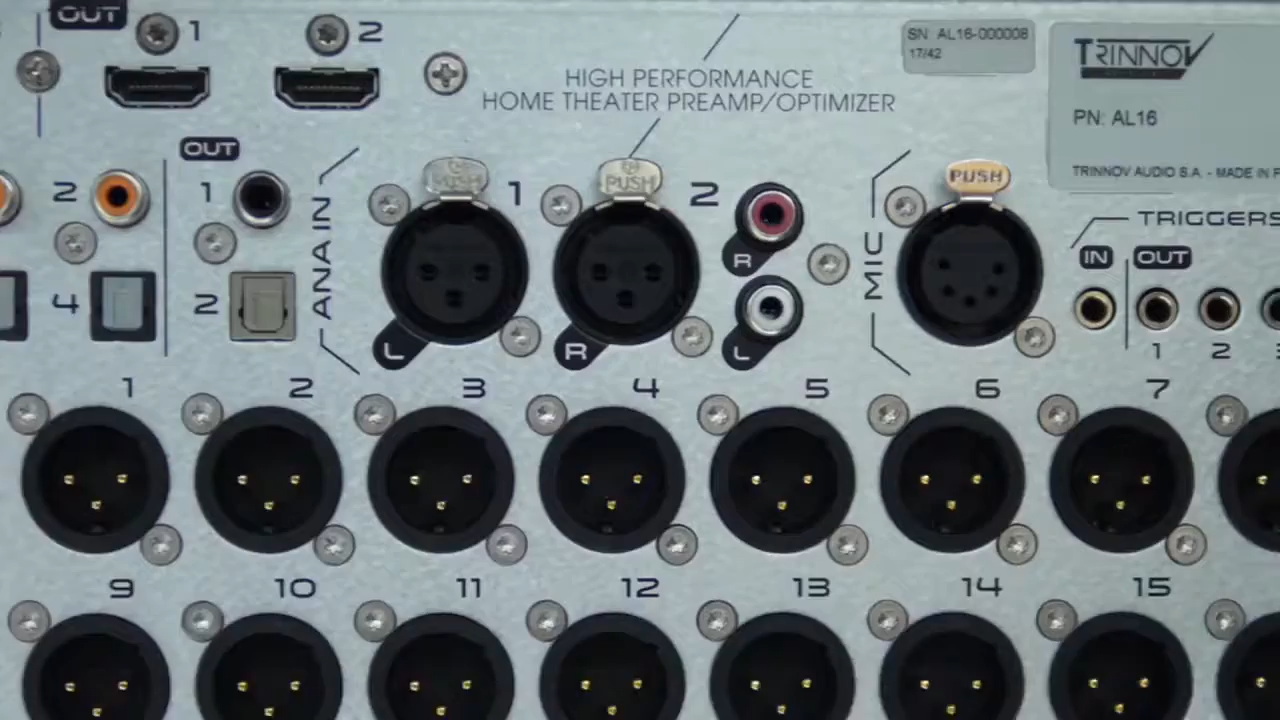 OUT
1
2
SN: AL16-000008
17/42
TRINNOV
HIGH PERFORMANCE
HOME THEATER PREAMP/OPTIMIZER
PN: AL16
TRINNOV AUDIO S.A. - MADE IN F
OUT
2
1
ANA IN
PUSH
1
PUSH
2
R
MIC
PUSH
TRIGGERS
IN
OUT
4
2
L
R
L
1
2
3
1
2
3
4
5
6
7
9
10
11
12
13
14
15